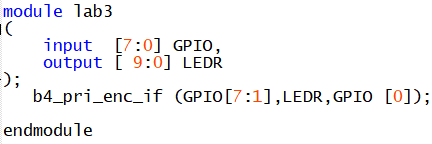 module lab3
(
input [7:0] GPIO,
output [ 9:0] LEDR
);
b4_pri_enc_if (GPIO[7:1],LEDR,GPIO [0]);
endmodule